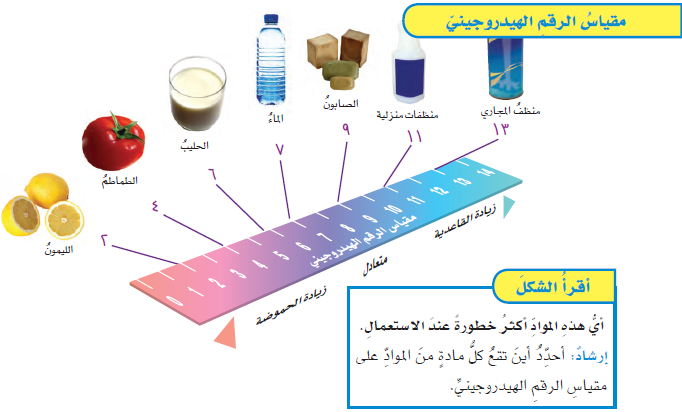 مقياسُ الرقمِ الهيدروجينيِّ
منظفُ المجاري
١٣
منظفات منزلية
١١
الصابونُ
٩
الماءُ
٧
الحليبُ
٦
الطماطمُ
٤
الليمونُ
٢
0 1 2 3 4 5 6 7 8 9 10 11 12 13 14
مقياس الرقم الهيدروجيني
زيادة الحموضة
متعادل
زيادة القاعدية
أقرأُ الشكلَ
أيُّ هذهِ الموادِّ أكثرُ خطورةً عندَ الاستعمالِ.
إرشادٌ: أحدِّدُ أينَ تقعُ كلُّ مادةٍ منَ الموادِّ على
مقياسِ الرقمِ الهيدروجينيِّ.